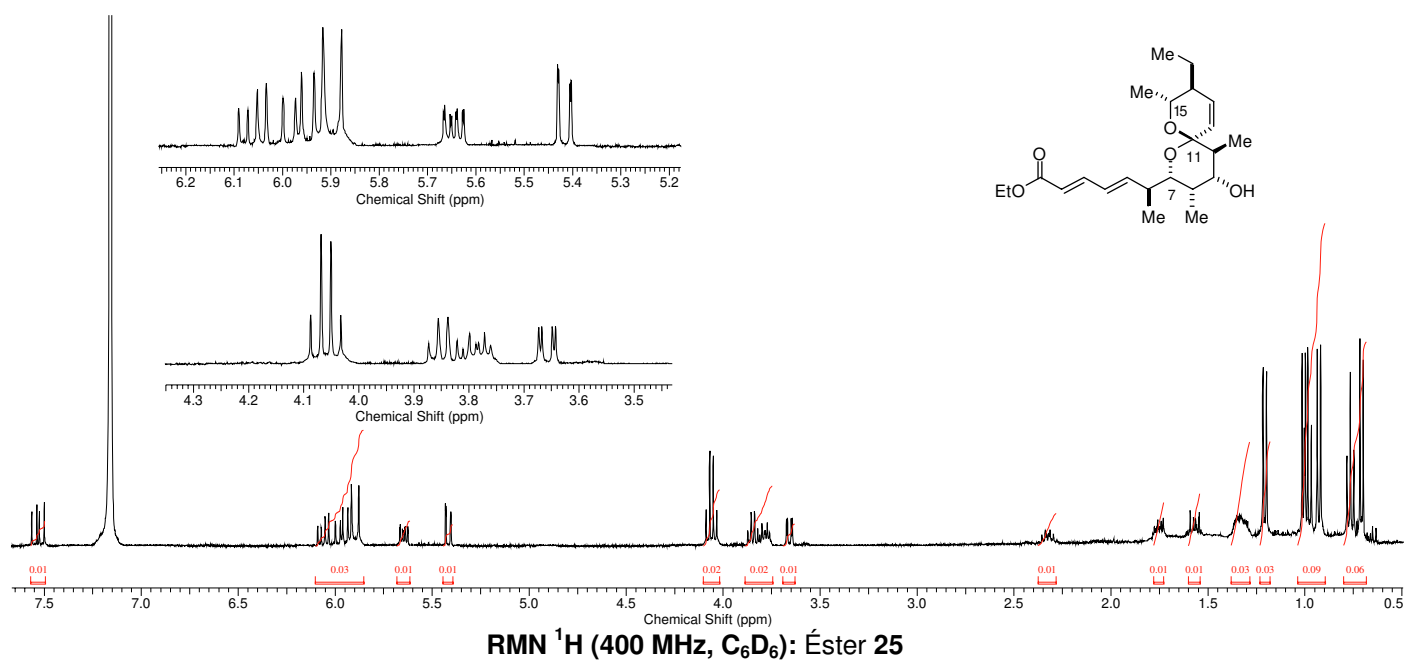 6.2 6.1 6.0 5.9 5.8 5.7 5.6 5.5 5.4 5.3 5.2
Chemical Shift (ppm)
4.3 4.2 4.1 4.0 3.9 3.8 3.7 3.6 3.5
Chemical Shift (ppm)
Me
Me
15
O
O
11
Me
O
EtO
7
OH
Me
Me
0.01 0.03 0.01 0.01 0.02 0.02 0.01 0.01 0.01 0.01 0.03 0.03 0.09 0.06
7.5 7.0 6.5 6.0 5.5 5.0 4.5 4.0 3.5 3.0 2.5 2.0 1.5 1.0 0.5
Chemical Shift (ppm)
RMN ¹H (400 MHz, C₆D₆): Éster 25